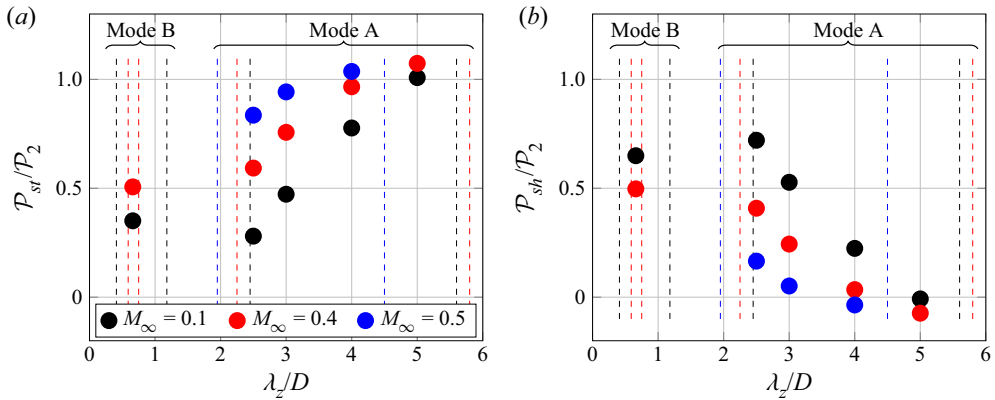 (a)
Mode B
Mode A
1.0
0.5
0
𝒫st/𝒫2
M∞ = 0.1
M∞ = 0.4
M∞ = 0.5
0 1 2 3 4 5 6
λz/D
(b)
Mode B
Mode A
1.0
0.5
0
𝒫sh/𝒫2
0 1 2 3 4 5 6
λz/D